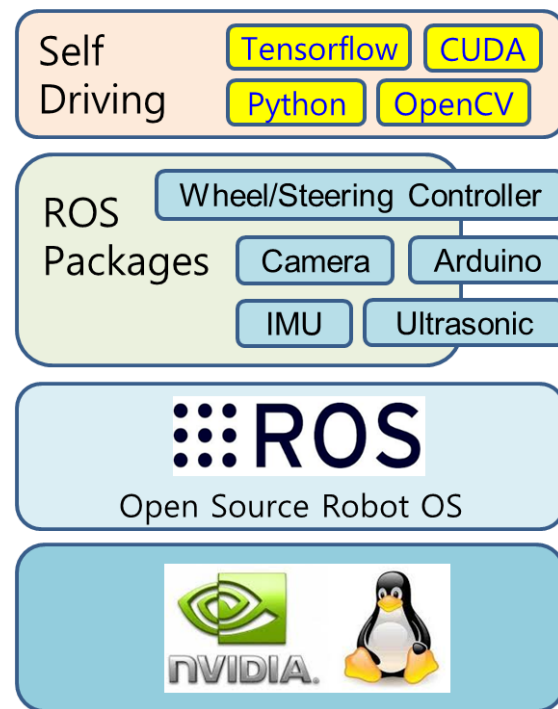 Self
Driving
Tensorflow
CUDA
Python
OpenCV
ROS
Packages
Wheel/Steering Controller
Camera
Arduino
IMU
Ultrasonic
ROS
Open Source Robot OS
NVIDIA.